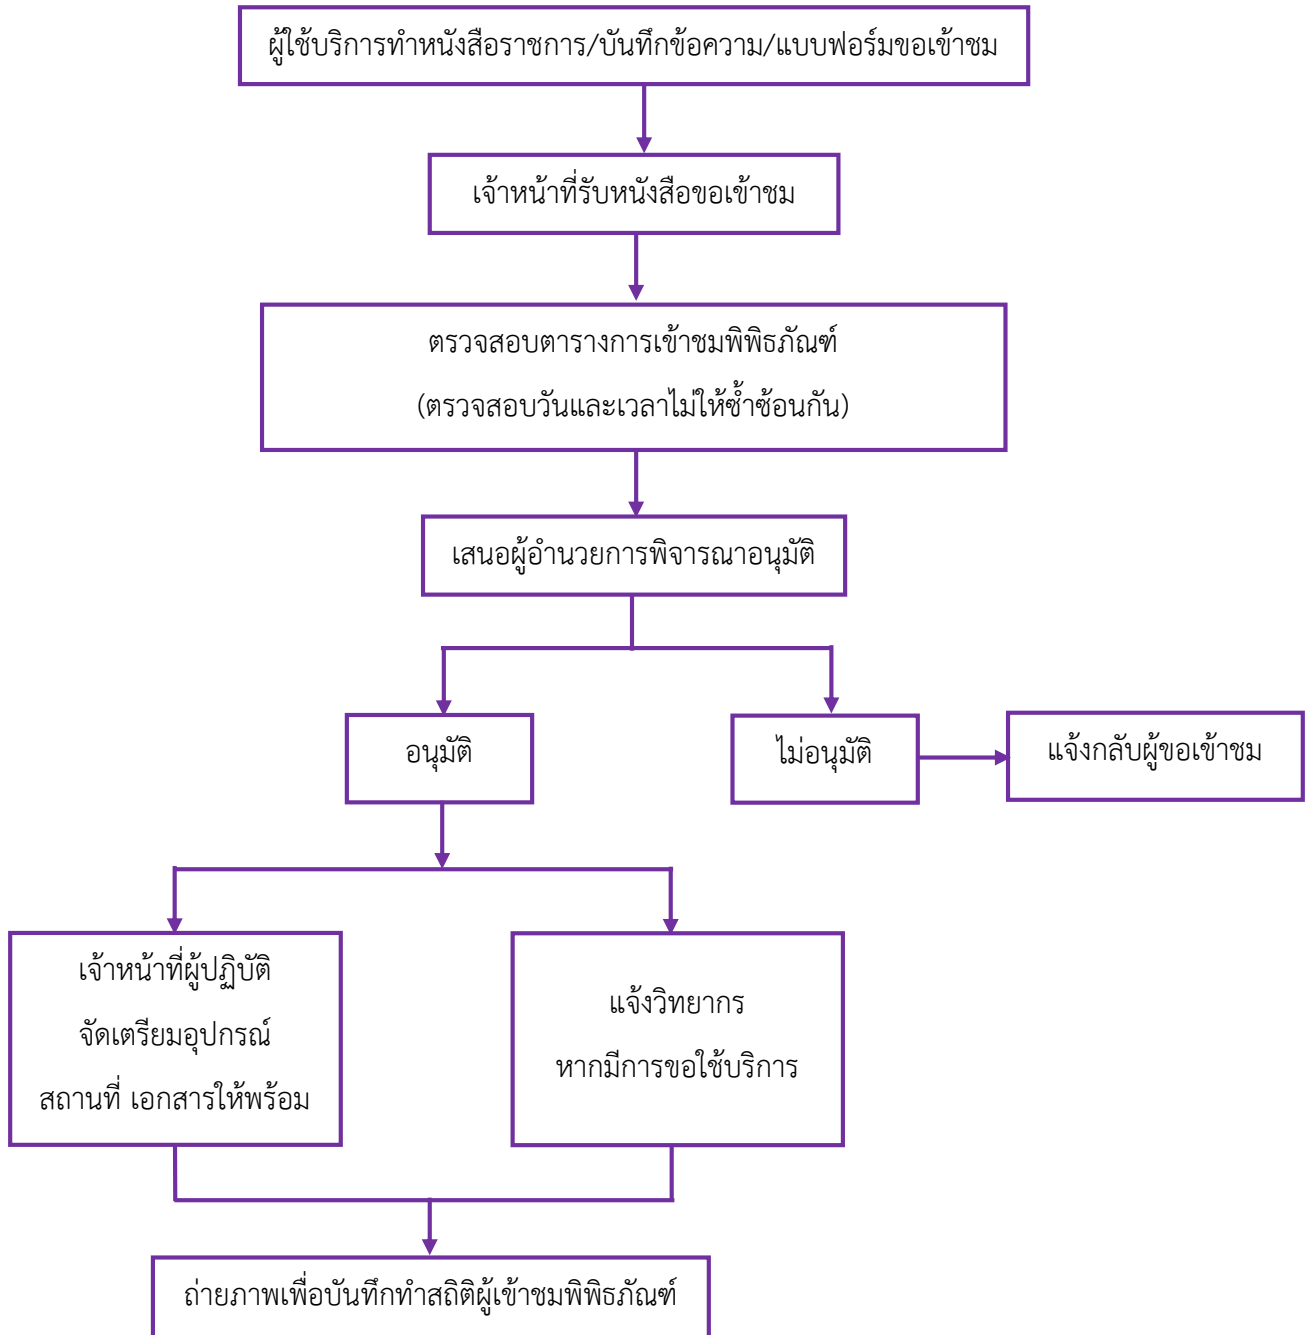 ผู้ใช้บริการทำหนังสือราชการ/บันทึกข้อความ/แบบฟอร์มขอเข้าชม
เจ้าหน้าที่รับหนังสือขอเข้าชม
ตรวจสอบตารางการเข้าชมพิพิธภัณฑ์
(ตรวจสอบวันและเวลาไม่ให้ซ้ำซ้อนกัน)
เสนอผู้อำนวยการพิจารณาอนุมัติ
อนุมัติ
ไม่อนุมัติ
แจ้งกลับผู้ขอเข้าชม
เจ้าหน้าที่ผู้ปฏิบัติ
จัดเตรียมอุปกรณ์
สถานที่ เอกสารให้พร้อม
แจ้งวิทยากร
หากมีการขอใช้บริการ
ถ่ายภาพเพื่อบันทึกทำสถิติผู้เข้าชมพิพิธภัณฑ์